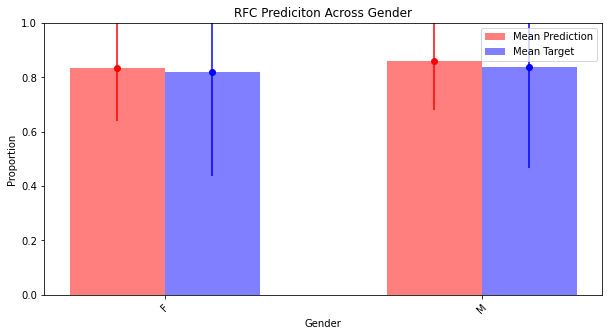 RFC Prediciton Across Gender
Mean Prediction
Mean Target
Proportion
1.0
0.8
0.6
0.4
0.2
0.0
F
M
Gender